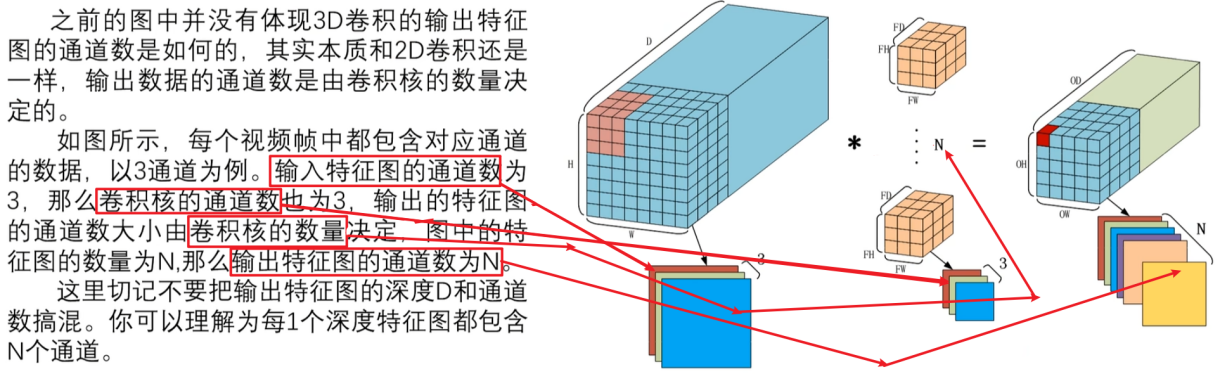 之前的图中并没有体现3D卷积的输出特征
图的通道数是如何的，其实本质和2D卷积还是
一样，输出数据的通道数是由卷积核的数量决
定的。
如图所示，每个视频帧中都包含对应通道
的数据，以3通道为例。输入特征图的通道数为
3，那么卷积核的通道数也为3，输出的特征图
的通道数大小由卷积核的数量决定，图中的特
征图的数量为N,那么输出特征图的通道数为N。
这里切记不要把输出特征图的深度D和通道
数搞混。你可以理解为每1个深度特征图都包含
N个通道。
D
H
W
3
FD
FH
FW
*
N
=
FD
FH
FW
3
OD
OH
OW
N